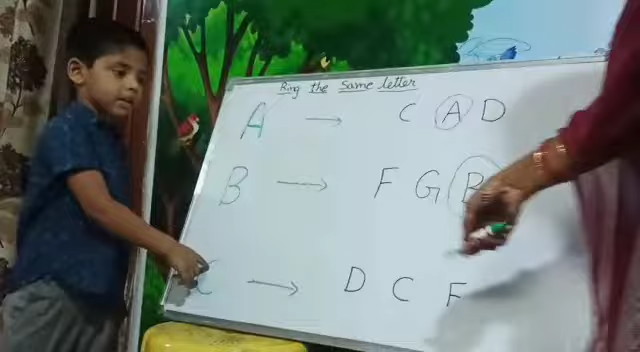 Ring the same letter
A → C A D
B → F G B
C → D C F